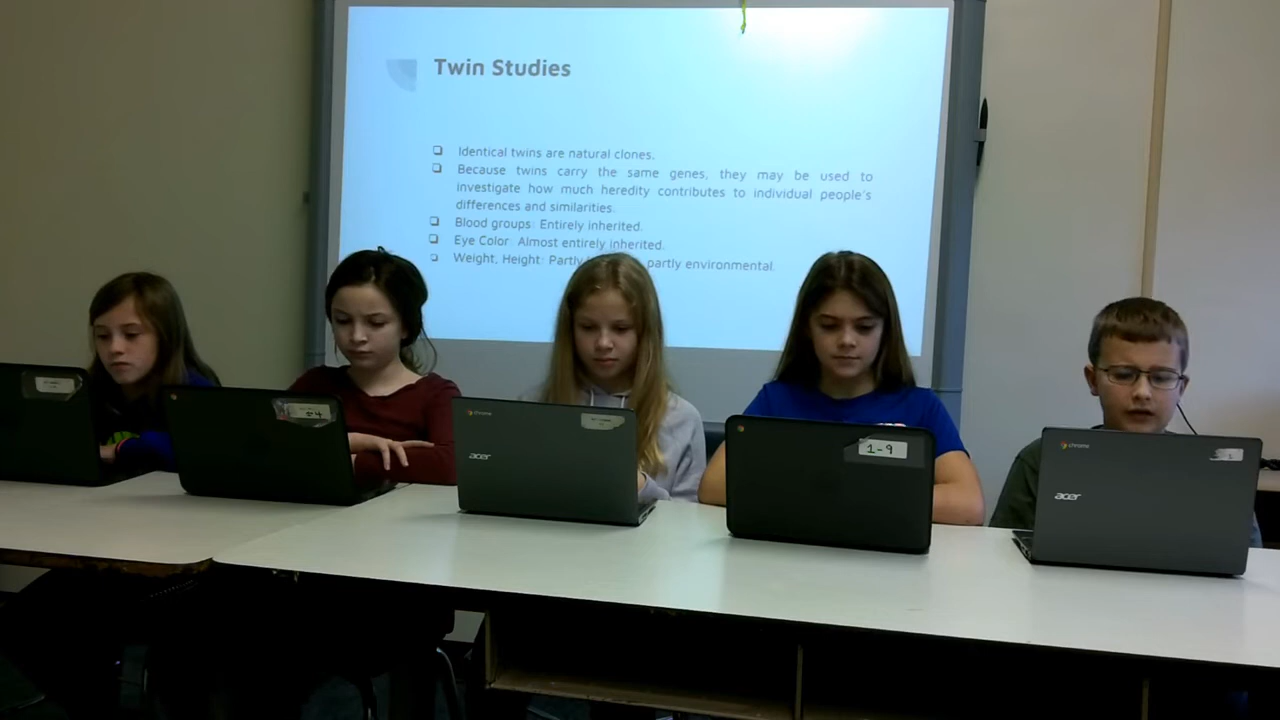 Twin Studies
Identical twins are natural clones.
Because twins carry the same genes, they may be used to
investigate how much heredity contributes to individual people's
differences and similarities.
Blood groups: Entirely inherited.
Eye Color: Almost entirely inherited.
Weight, Height: Partly partly environmental.
chrome
acer
1-9
chrome
acer